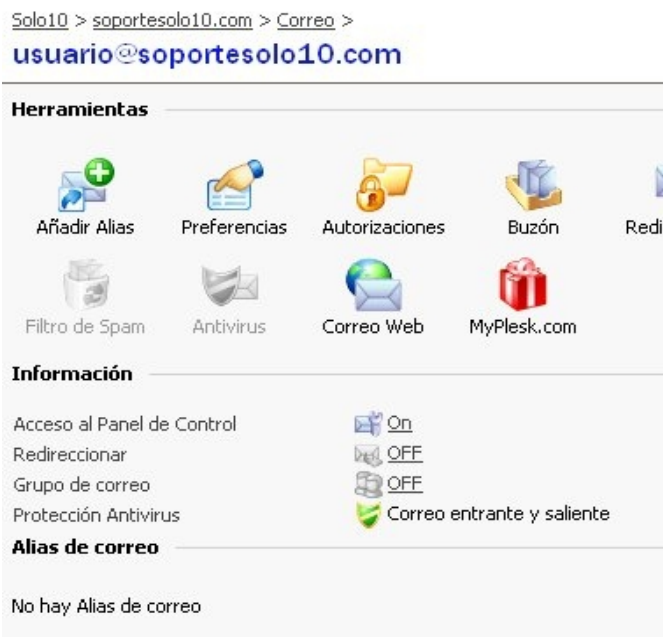 Solo10 > soportesolo10.com > Correo >
usuario@soportesolo10.com
Herramientas
Añadir Alias Preferencias Autorizaciones Buzón Redi
Filtro de Spam Antivirus Correo Web MyPlesk.com
Información
Acceso al Panel de Control On
Redireccionar OFF
Grupo de correo OFF
Protección Antivirus Correo entrante y saliente
Alias de correo
No hay Alias de correo